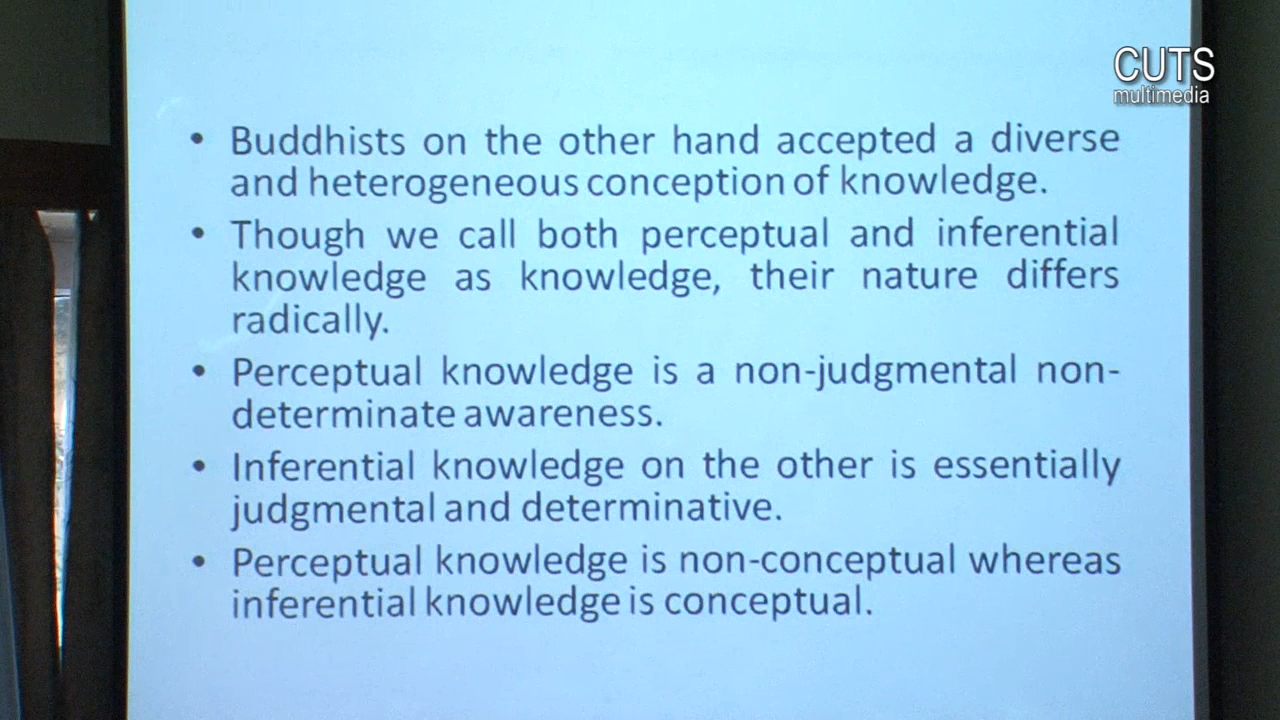 CUTS
multimedia
• Buddhists on the other hand accepted a diverse
and heterogeneous conception of knowledge.
• Though we call both perceptual and inferential
knowledge as knowledge, their nature differs
radically.
• Perceptual knowledge is a non-judgmental non-
determinate awareness.
• Inferential knowledge on the other is essentially
judgmental and determinative.
• Perceptual knowledge is non-conceptual whereas
inferential knowledge is conceptual.